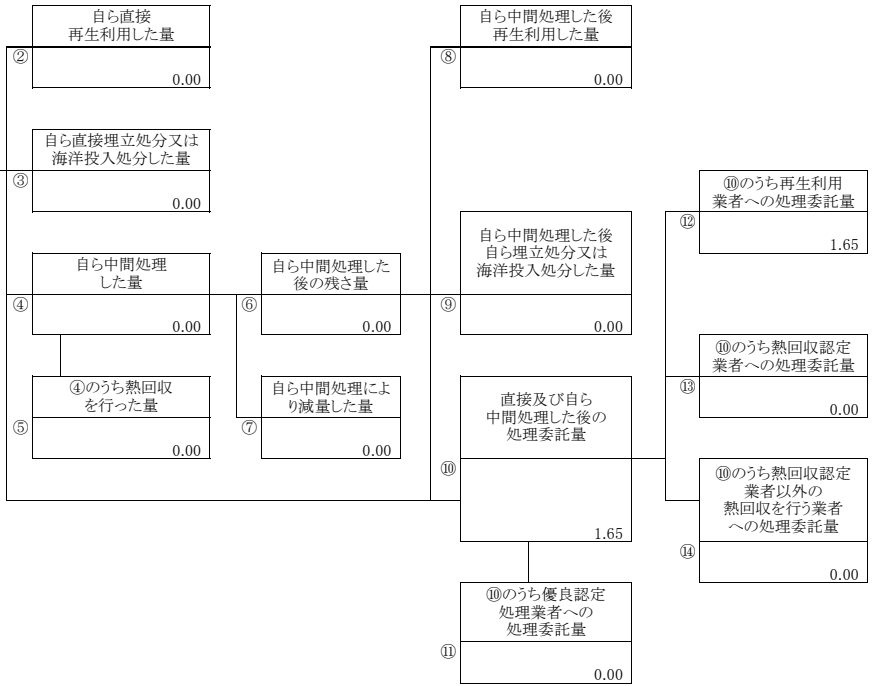 自ら直接
再生利用した量
②
0.00
自ら直接埋立処分又は
海洋投入処分した量
③
0.00
自ら中間処理
した量
④
0.00
④のうち熱回収
を行った量
⑤
0.00
自ら中間処理した
後の残さ量
⑥
0.00
自ら中間処理によ
り減量した量
⑦
0.00
自ら中間処理した後
再生利用した量
⑧
0.00
自ら中間処理した後
自ら埋立処分又は
海洋投入処分した量
⑨
0.00
直接及び自ら
中間処理した後の
処理委託量
⑩
1.65
⑩のうち優良認定
処理業者への
処理委託量
⑪
0.00
⑩のうち再生利用
業者への処理委託量
⑫
1.65
⑩のうち熱回収認定
業者への処理委託量
⑬
0.00
⑩のうち熱回収認定
業者以外の
熱回収を行う業者
への処理委託量
⑭
0.00